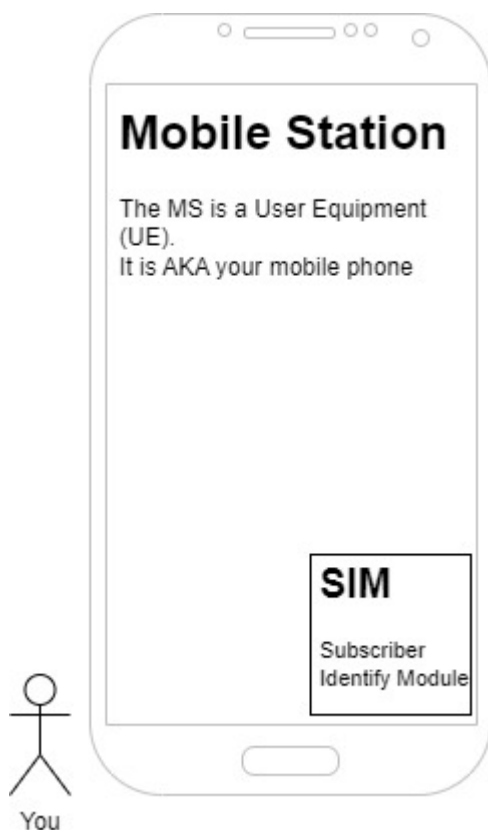 Mobile Station
The MS is a User Equipment
(UE).
It is AKA your mobile phone
SIM
Subscriber
Identify Module
You